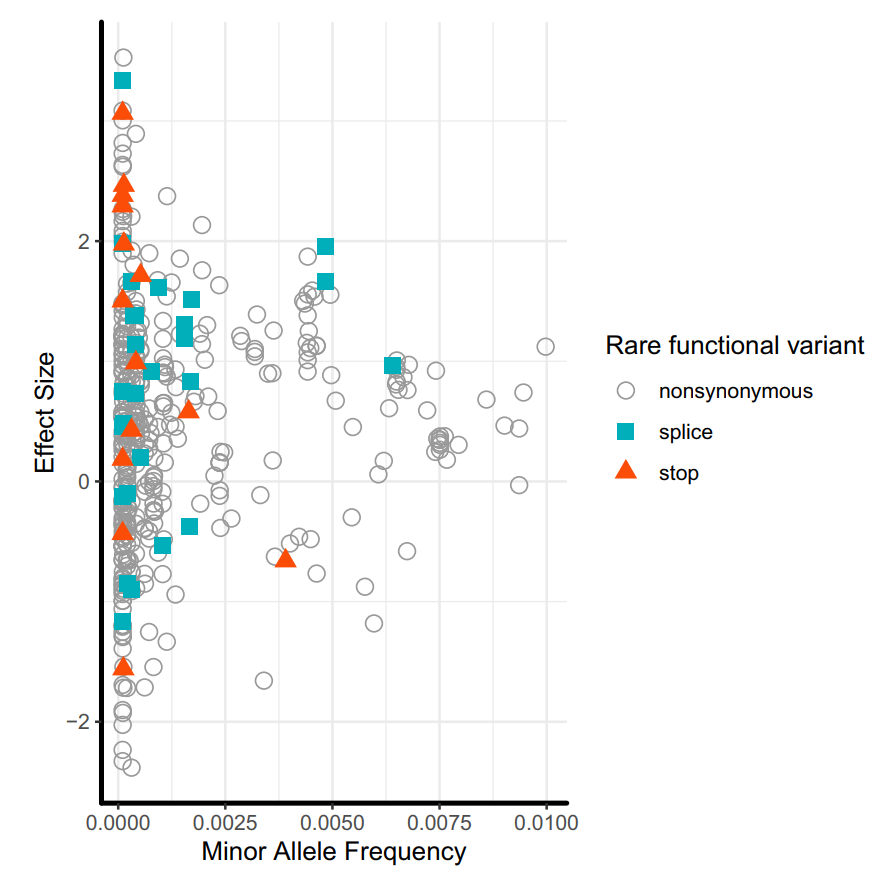 Effect Size
2
0
−2
0.0000 0.0025 0.0050 0.0075 0.0100
Minor Allele Frequency
Rare functional variant
nonsynonymous
splice
stop